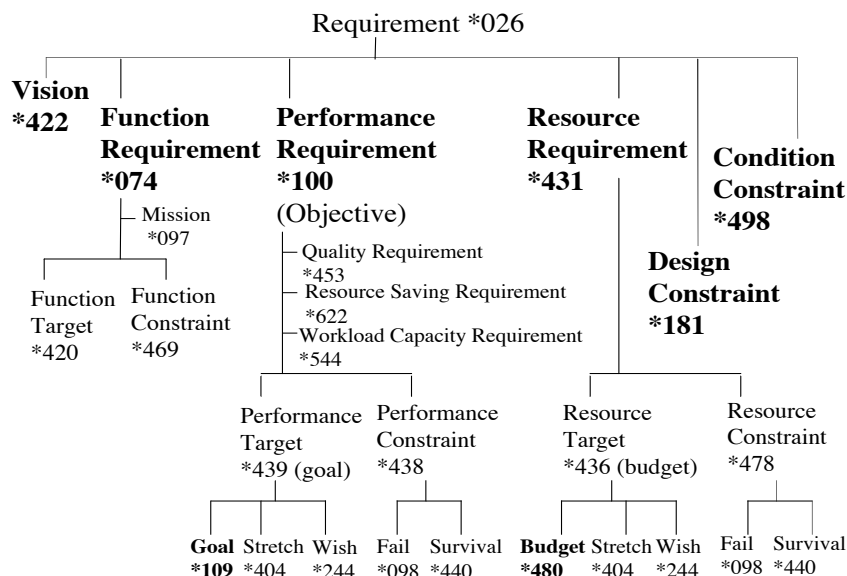 Requirement *026
Vision
*422
Function
Requirement
*074
Performance
Requirement
*100
(Objective)
Resource
Requirement
*431
Condition
Constraint
*498
Design
Constraint
*181
Mission
*097
Function
Target
*420
Function
Constraint
*469
Quality Requirement
*453
Resource Saving Requirement
*622
Workload Capacity Requirement
*544
Performance
Target
*439 (goal)
Performance
Constraint
*438
Resource
Target
*436 (budget)
Resource
Constraint
*478
Goal
*109
Stretch
*404
Wish
*244
Fail
*098
Survival
*440
Budget
*480
Stretch
*404
Wish
*244
Fail
*098
Survival
*440